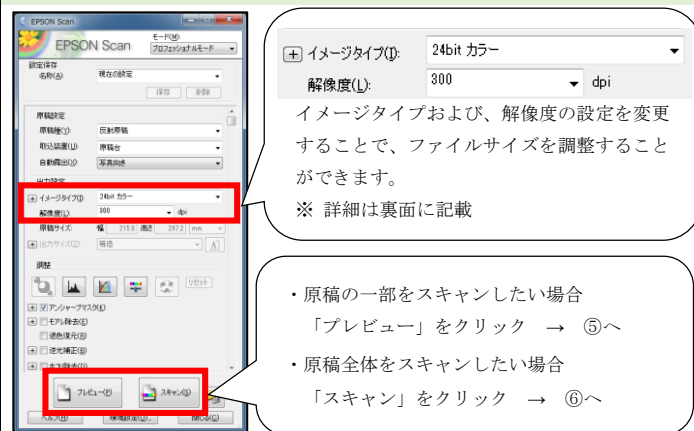 EPSON Scan
EPSON Scan
モード(M):
プロフェッショナルモード
設定保存
名称(A):
現在の設定
保存
削除
原稿設定
原稿種(Y):
反射原稿
取込装置(U):
原稿台
自動露出(X):
写真向き
出力設定
イメージタイプ(I):
24bit カラー
解像度(L):
300
dpi
原稿サイズ:
幅
215.9
高さ
297.2
mm
出力サイズ(Z):
等倍
調整
リセット
アンシャープマスク(K)
モアレ除去(E)
退色復元(R)
逆光補正(B)
ホコリ除去(D)
プレビュー(P)
スキャン(S)
ヘルプ(H)
環境設定(O)...
閉じる(C)
イメージタイプ(I):
24bit カラー
解像度(L):
300
dpi
イメージタイプおよび、解像度の設定を変更
することで、ファイルサイズを調整すること
ができます。
※ 詳細は裏面に記載
・原稿の一部をスキャンしたい場合
「プレビュー」をクリック → ⑤へ
・原稿全体をスキャンしたい場合
「スキャン」をクリック → ⑥へ